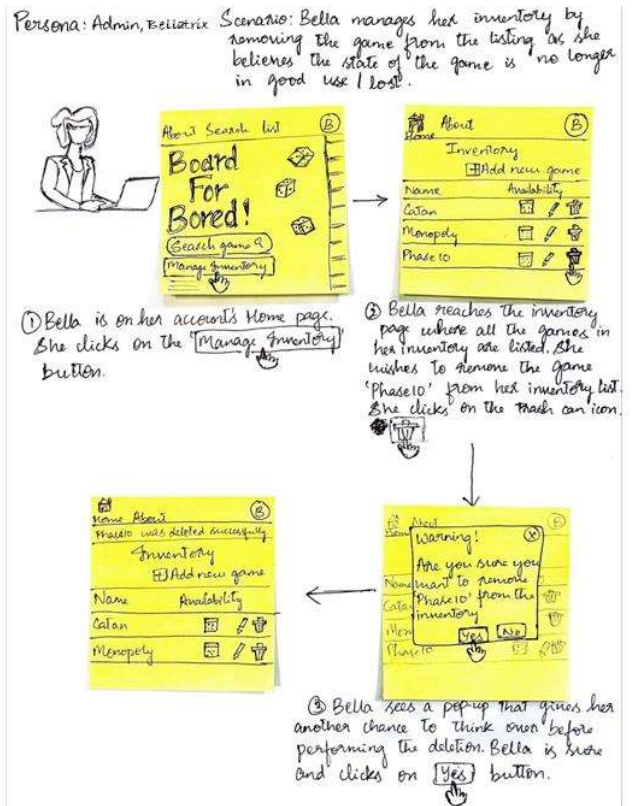 Persona: Admin, Bellatrix Scenario: Bella manages her inventory by
removing the game from the listing as she
believes the state of the game is no longer
in good use / lost.
About Search list B
Board
For
Bored!
Search game
Manage Inventory
① Bella is on her account's Home page.
She clicks on the "Manage Inventory"
button.
Home About B
Inventory
+ Add new game
Name Availability
Catan
Monopoly
Phase 10
② Bella reaches the inventory
page where all the games in
her inventory are listed. She
wishes to remove the game
'Phase10' from her inventory list.
She clicks on the trash can icon.
Home About B
Warning! X
Are you sure you
want to remove
'Phase10' from the
inventory
Yes No
Name
Cata
Mon
Phase10
③ Bella sees a pop-up that gives her
another chance to think over before
performing the deletion. Bella is sure
and clicks on Yes button.
Home About B
Phase10 was deleted successfully
Inventory
+ Add new game
Name Availability
Catan
Monopoly